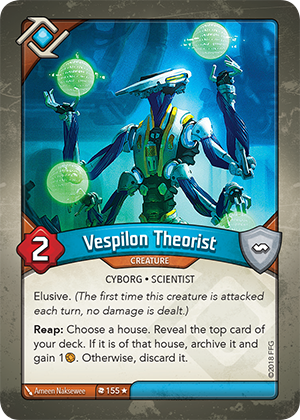 2
Vespilon Theorist
CREATURE
CYBORG • SCIENTIST
Elusive. (The first time this creature is attacked
each turn, no damage is dealt.)
Reap: Choose a house. Reveal the top card of
your deck. If it is of that house, archive it and
gain 1. Otherwise, discard it.
Ameen Naksewee
155
©2018 FFG